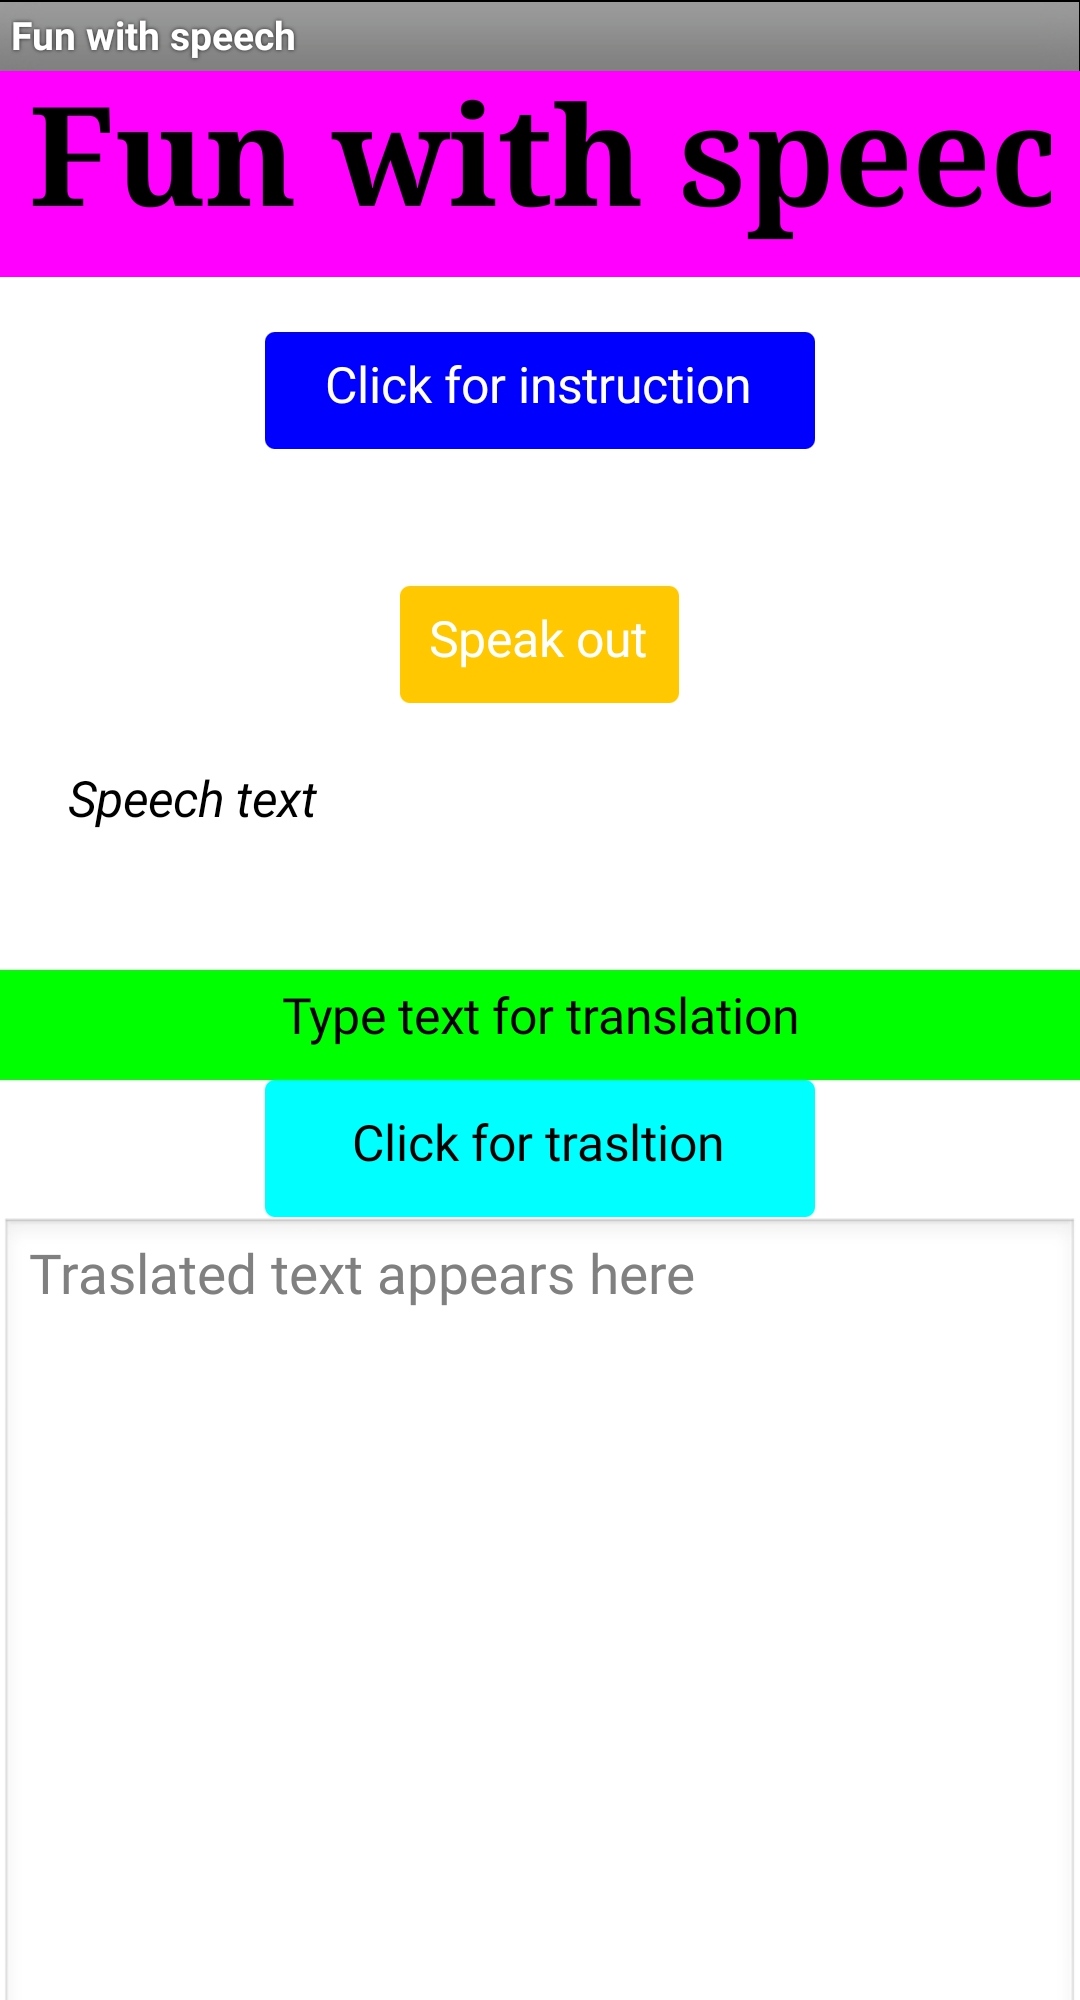 Fun with speech
Fun with speec
Click for instruction
Speak out
Speech text
Type text for translation
Click for trasltion
Traslated text appears here